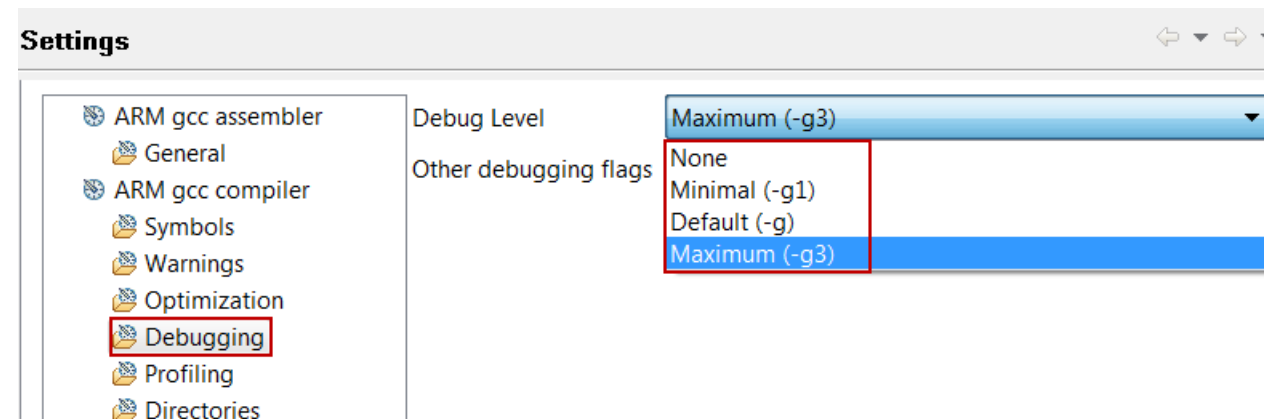 Settings
ARM gcc assembler
General
ARM gcc compiler
Symbols
Warnings
Optimization
Debugging
Profiling
Directories
Debug Level
Maximum (-g3)
Other debugging flags
None
Minimal (-g1)
Default (-g)
Maximum (-g3)